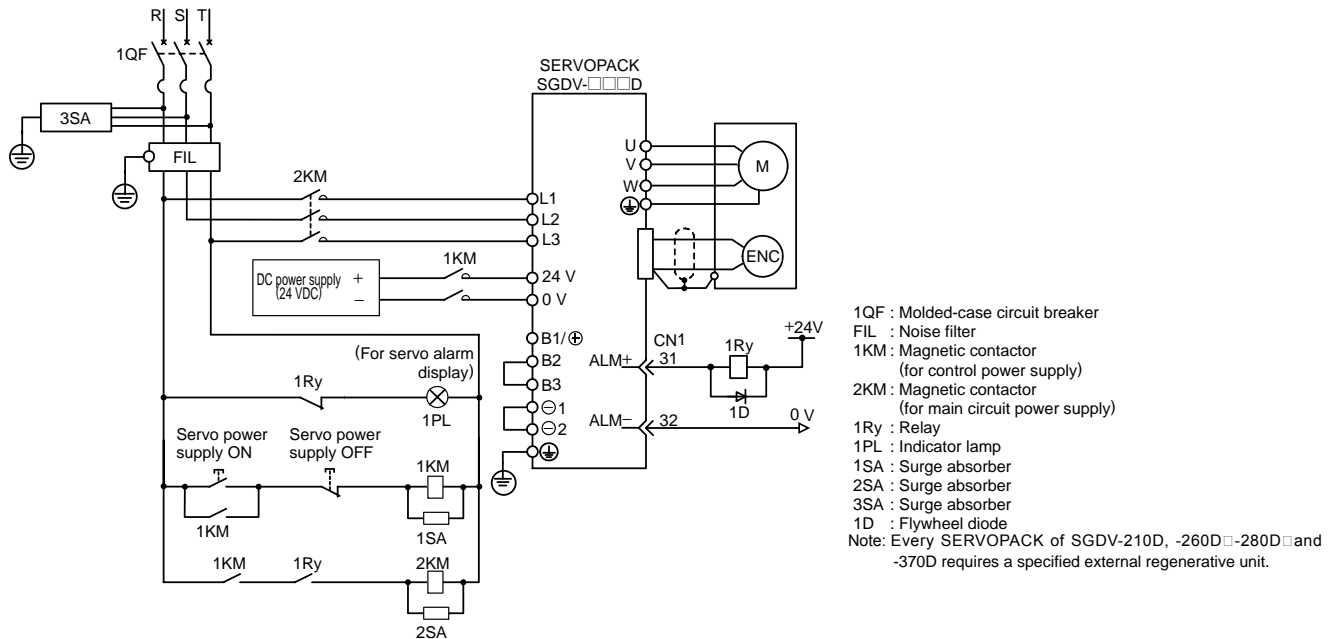 R S T
1QF
3SA
FIL
2KM
SERVOPACK
SGDV-□□□D
U
V
W
M
L1
L2
L3
ENC
1KM
DC power supply
(24 VDC)
+
−
24 V
0 V
B1/⊕
B2
B3
⊖1
⊖2
CN1
ALM+ 31
1Ry
+24V
1D
ALM− 32
0 V
(For servo alarm
display)
1Ry
1PL
Servo power
supply ON
Servo power
supply OFF
1KM
1KM
1SA
1KM
1Ry
2KM
2SA
1QF : Molded-case circuit breaker
FIL : Noise filter
1KM : Magnetic contactor
(for control power supply)
2KM : Magnetic contactor
(for main circuit power supply)
1Ry : Relay
1PL : Indicator lamp
1SA : Surge absorber
2SA : Surge absorber
3SA : Surge absorber
1D : Flywheel diode
Note: Every SERVOPACK of SGDV-210D, -260D□-280D□and
-370D requires a specified external regenerative unit.